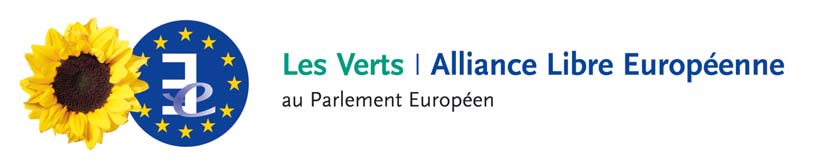 Les Verts | Alliance Libre Européenne
au Parlement Européen